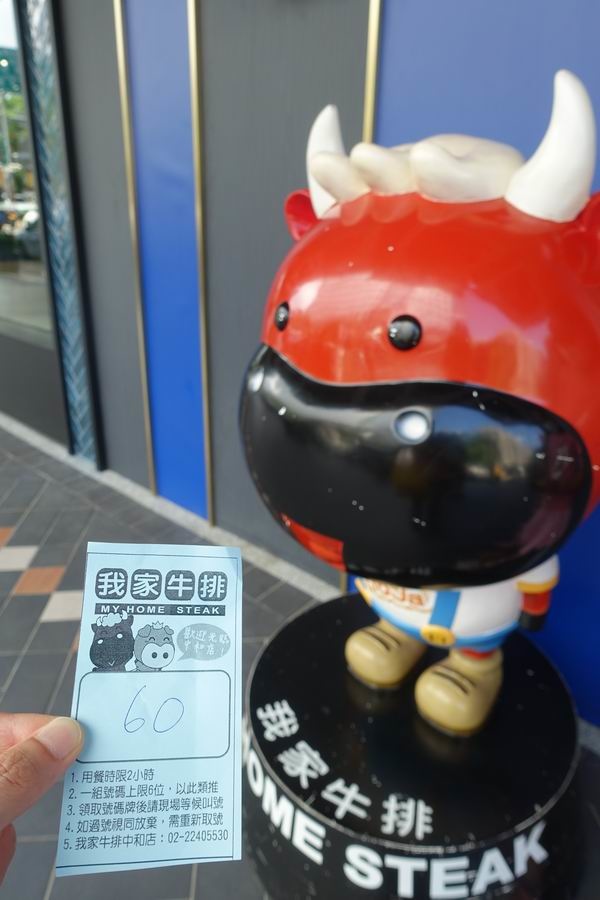 我家牛排
MY HOME STEAK
歡迎光臨
中和店!
60
1. 用餐時限2小時
2. 一組號碼上限6位，以此類推
3. 領取號碼牌後請現場等候叫號
4. 如過號視同放棄，需重新取號
5. 我家牛排中和店：02-22405530
我家牛排
HOME STEAK